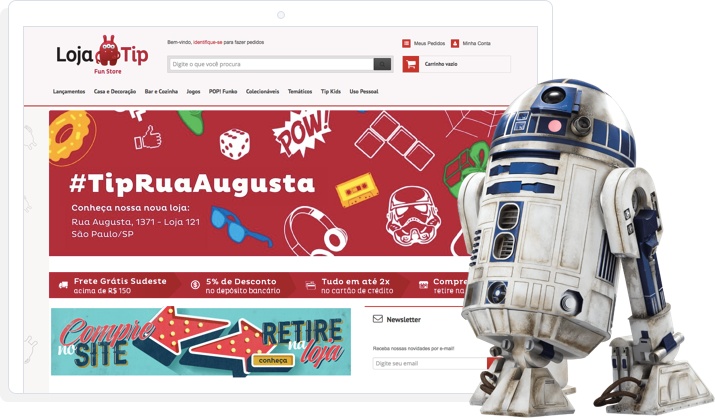 Loja Tip
Fun Store
Bem-vindo, identifique-se para fazer pedidos
Meus Pedidos
Minha Conta
Digite o que você procura
Carrinho vazio
Lançamentos
Casa e Decoração
Bar e Cozinha
Jogos
POP! Funko
Colecionáveis
Temáticos
Tip Kids
Uso Pessoal
POW!
#TipRuaAugusta
Conheça nossa nova loja:
Rua Augusta, 1371 - Loja 121
São Paulo/SP
Frete Grátis Sudeste
acima de R$ 150
5% de Desconto
no depósito bancário
Tudo em até 2x
no cartão de crédito
Compre
retire na
Compre
no SITE
RETIRE
na loja
conheça
Newsletter
Receba nossas novidades por e-mail!
Digite seu email